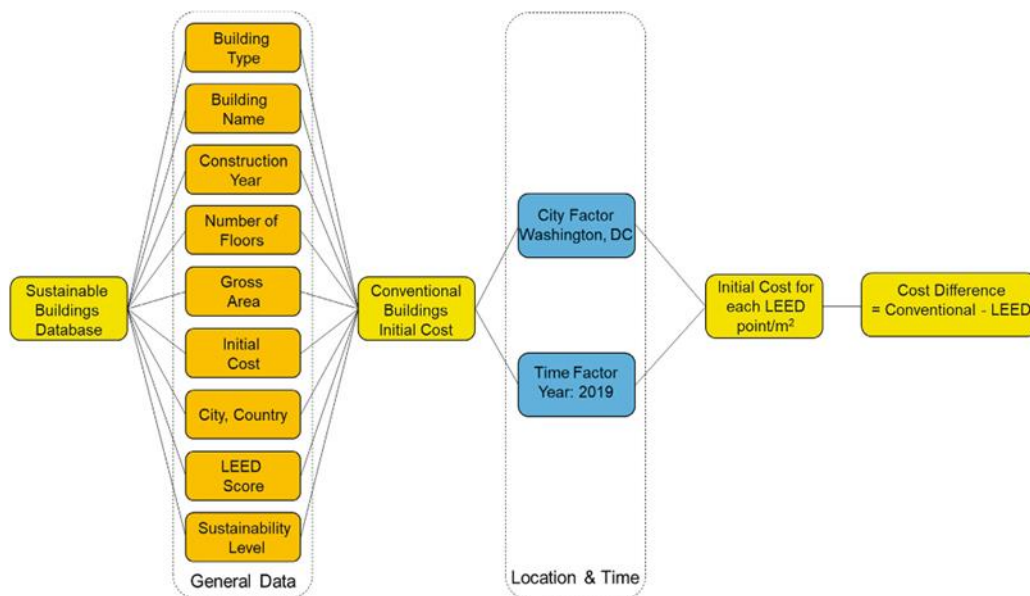 Sustainable
Buildings
Database
Building
Type
Building
Name
Construction
Year
Number of
Floors
Gross
Area
Initial
Cost
City, Country
LEED
Score
Sustainability
Level
General Data
Conventional
Buildings
Initial Cost
City Factor
Washington, DC
Time Factor
Year: 2019
Location & Time
Initial Cost for
each LEED
point/m²
Cost Difference
= Conventional - LEED